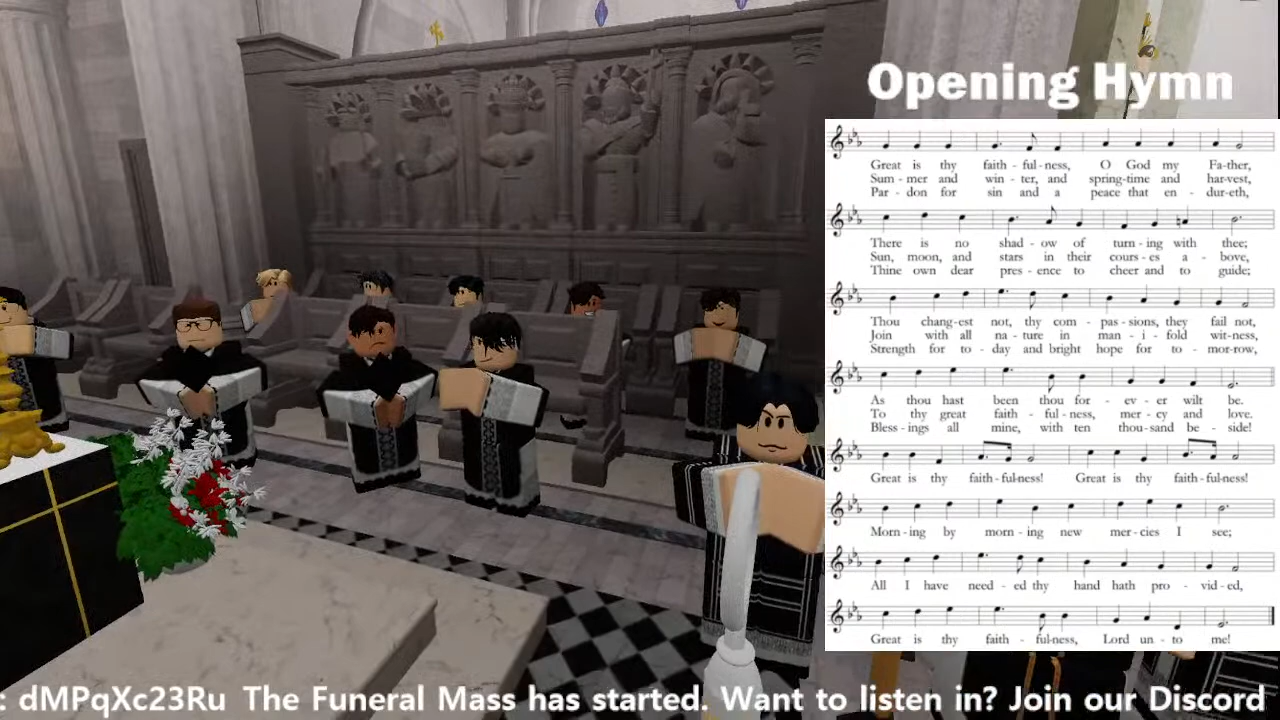 Opening Hymn
Great is thy faith - ful - ness, O God my Fa - ther,
Sum - mer and win - ter, and spring - time and har - vest,
Par - don for sin and a peace that en - dur - eth,
There is no shad - ow of turn - ing with thee;
Sun, moon, and stars in their cours - es a - bove,
Thine own dear pres - ence to cheer and to guide;
Thou chang - est not, thy com - pas - sions, they fail not,
Join with all na - ture in man - i - fold wit - ness,
Strength for to - day and bright hope for to - mor - row,
As thou hast been thou for - ev - er wilt be.
To thy great faith - ful - ness, mer - cy and love.
Bless - ings all mine, with ten thou - sand be - side!
Great is thy faith - ful - ness! Great is thy faith - ful - ness!
Morn - ing by morn - ing new mer - cies I see;
All I have need - ed thy hand hath pro - vid - ed,
Great is thy faith - ful - ness, Lord un - to me!
: dMPqXc23Ru The Funeral Mass has started. Want to listen in? Join our Discord